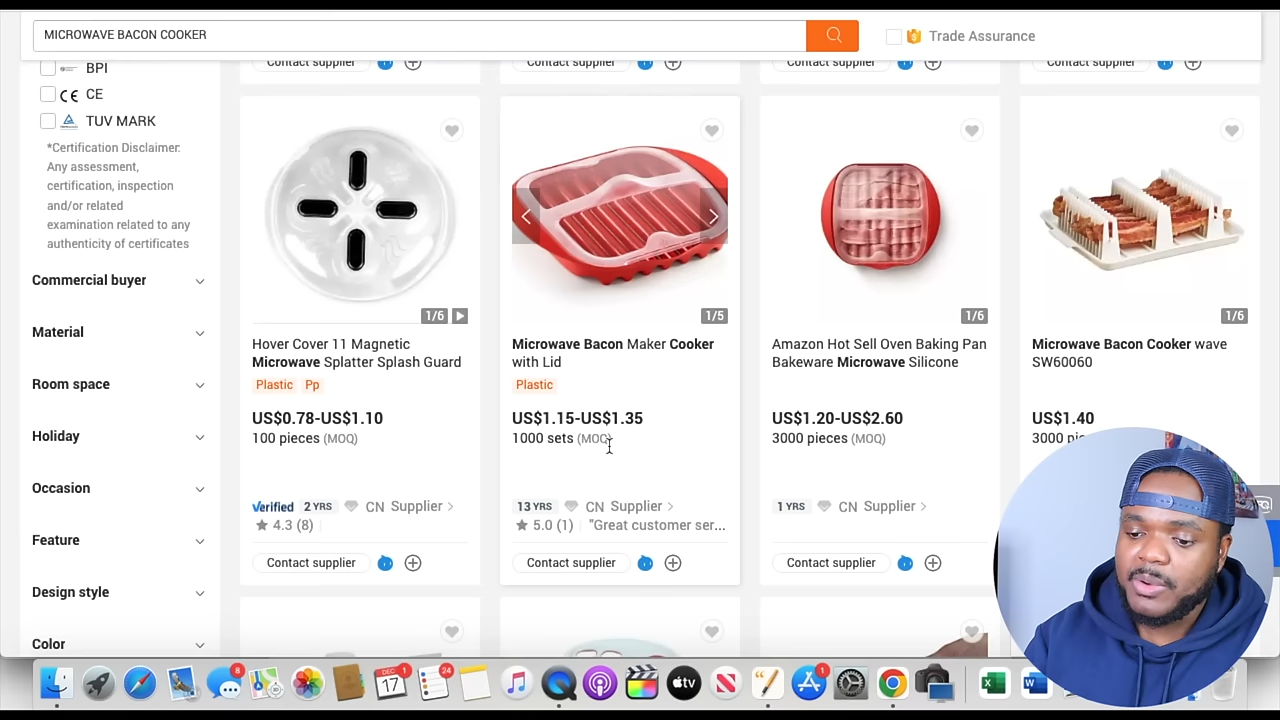 MICROWAVE BACON COOKER
Trade Assurance
Contact supplier
Contact supplier
Contact supplier
Contact supplier
BPI
CE
TUV MARK
*Certification Disclaimer:
Any assessment,
certification, inspection
and/or related
examination related to any
authenticity of certificates
Commercial buyer
Material
Room space
Holiday
Occasion
Feature
Design style
Color
1/6
Hover Cover 11 Magnetic
Microwave Splatter Splash Guard
Plastic Pp
US$0.78-US$1.10
100 pieces (MOQ)
Verified 2 YRS CN Supplier >
4.3 (8)
Contact supplier
1/5
Microwave Bacon Maker Cooker
with Lid
Plastic
US$1.15-US$1.35
1000 sets (MOQ)
13 YRS CN Supplier >
5.0 (1) "Great customer ser...
Contact supplier
1/6
Amazon Hot Sell Oven Baking Pan
Bakeware Microwave Silicone
US$1.20-US$2.60
3000 pieces (MOQ)
1 YRS CN Supplier >
Contact supplier
1/6
Microwave Bacon Cooker wave
SW60060
US$1.40
3000
8
DEC 1
17
24
tv
1